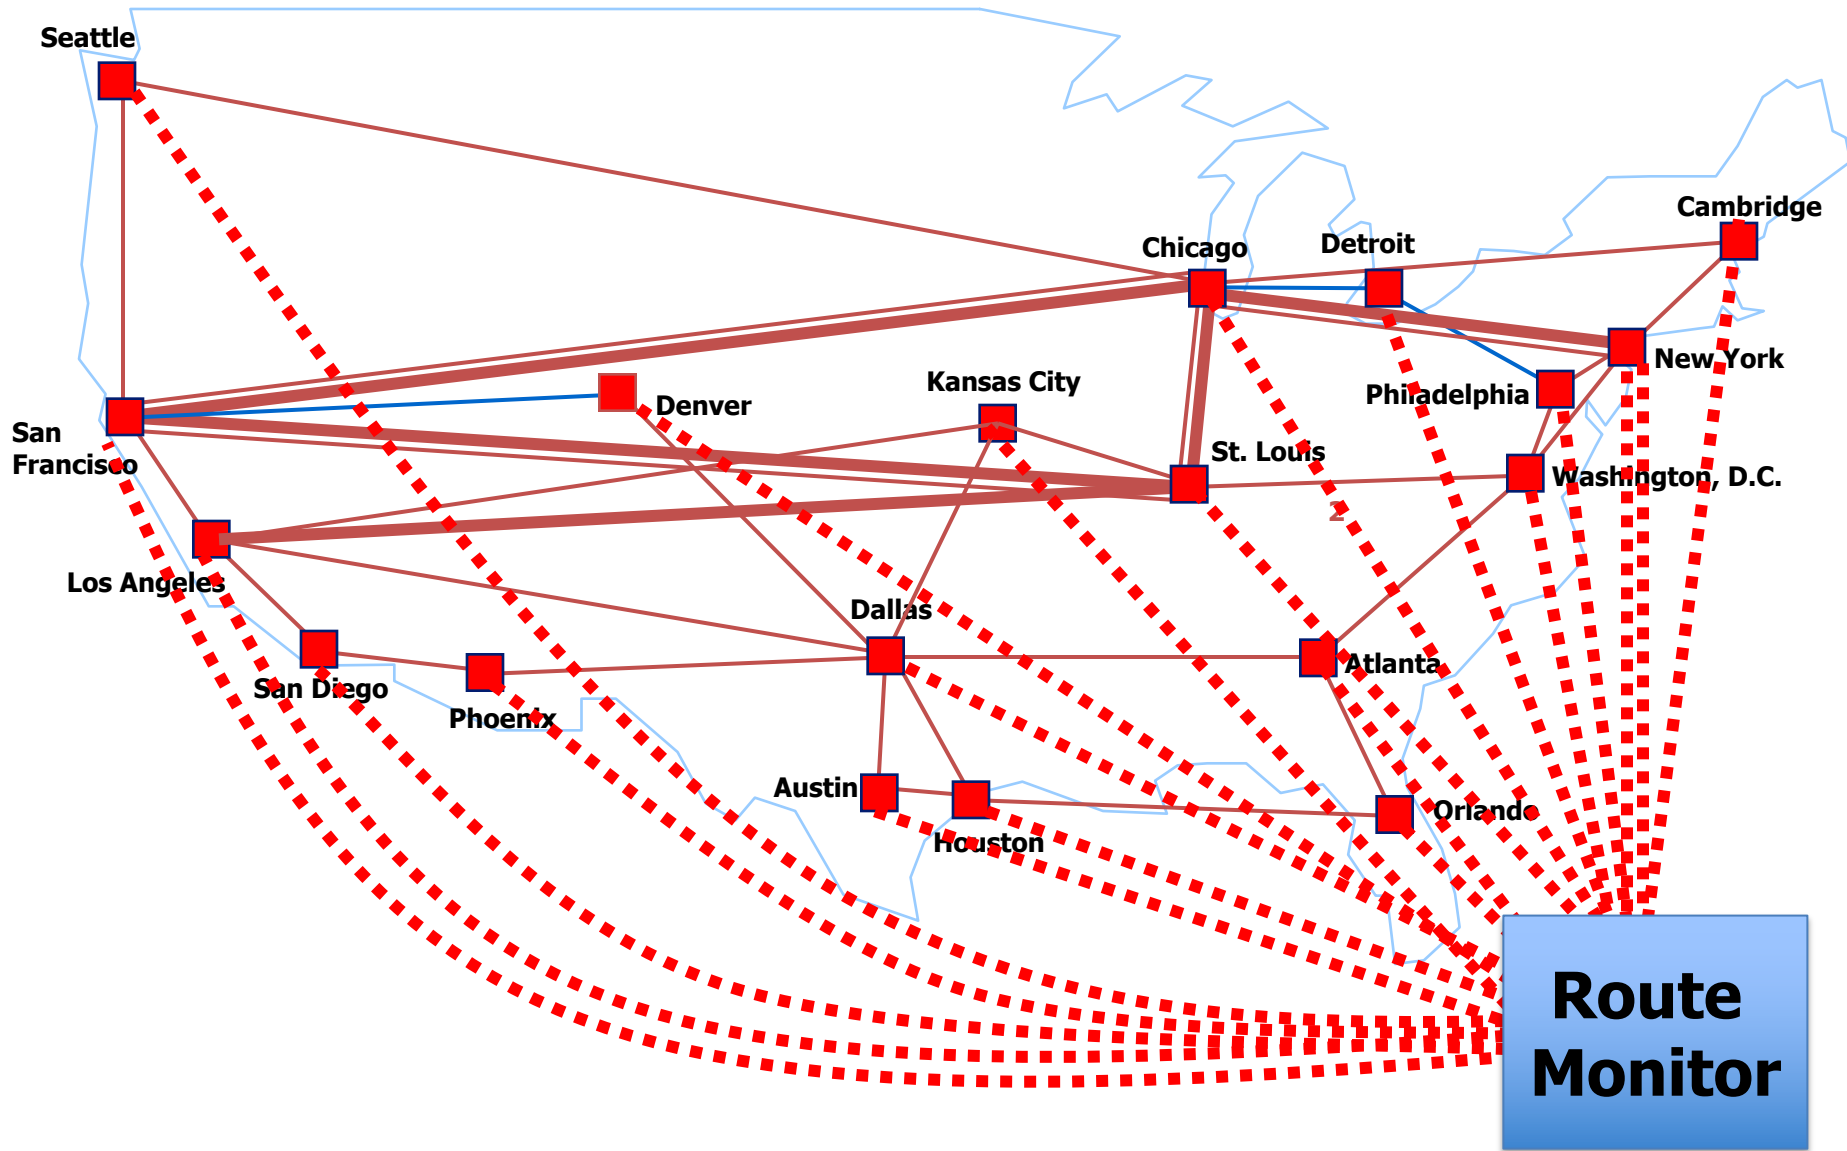 Seattle
Cambridge
Chicago
Detroit
New York
Kansas City
Philadelphia
Denver
San
Francisco
St. Louis
Washington, D.C.
2
Los Angeles
Dallas
Atlanta
San Diego
Phoenix
Austin
Orlando
Houston
Route
Monitor